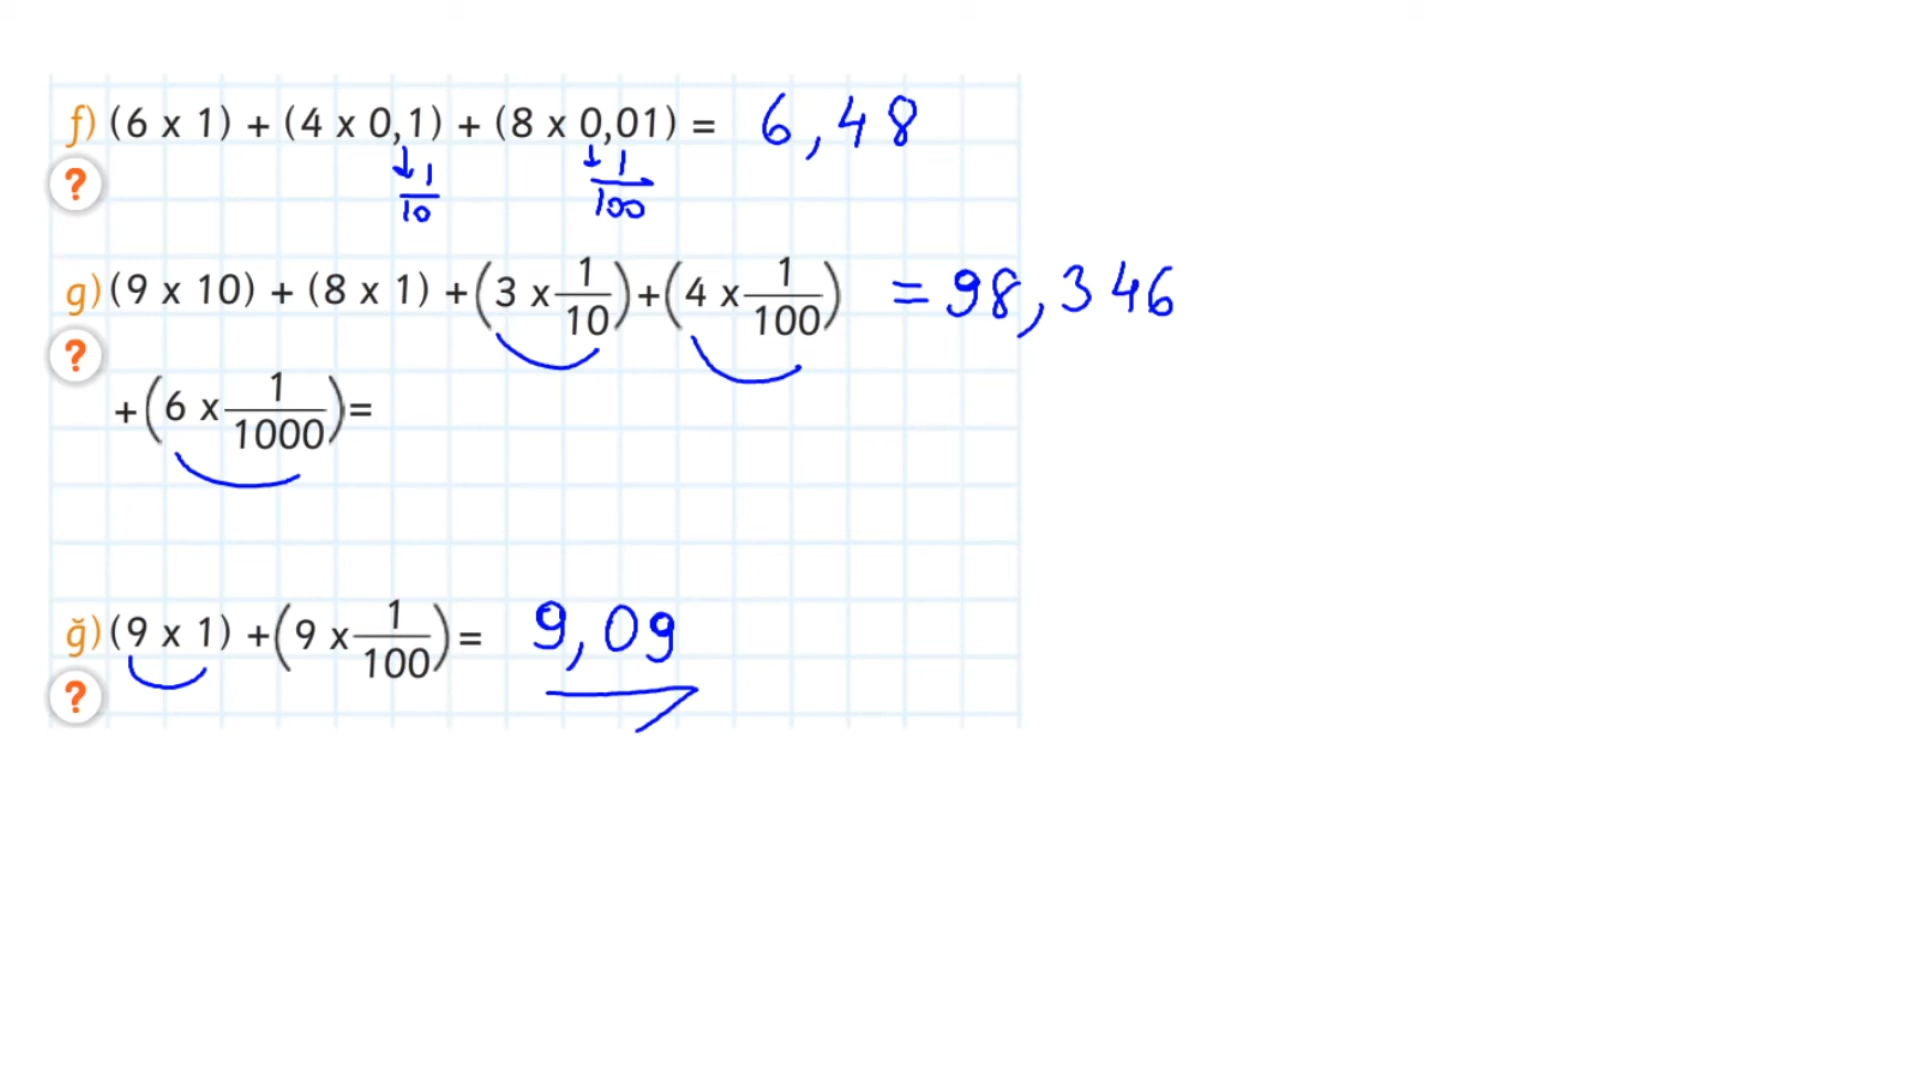 f) (6 x 1) + (4 x 0,1) + (8 x 0,01) = 6,48
? 1/10 1/100
g) (9 x 10) + (8 x 1) + (3 x 1/10) + (4 x 1/100) = 98,346
?
+ (6 x 1/1000) =
ğ) (9 x 1) + (9 x 1/100) = 9,09
?